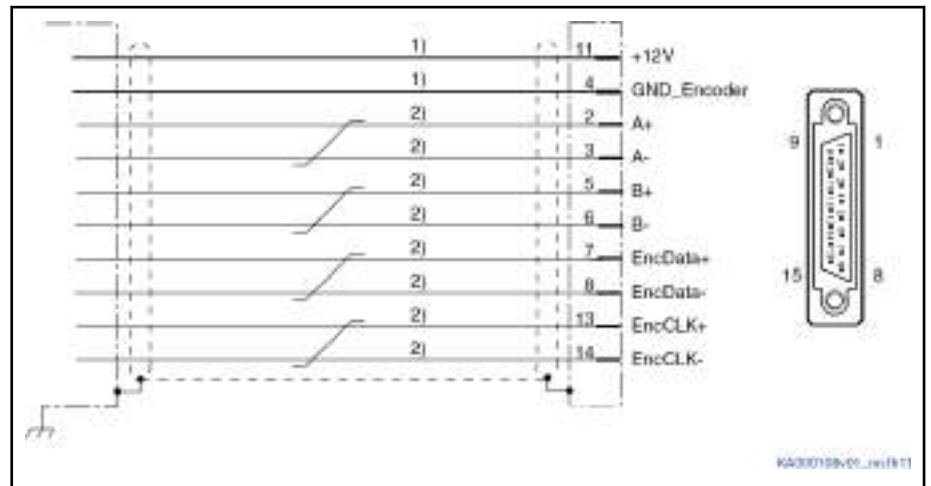 1) 11 +12V
1) 4 GND_Encoder
2) 2 A+
2) 3 A-
2) 5 B+
2) 6 B-
2) 7 EncData+
2) 8 EncData-
2) 13 EncCLK+
2) 14 EncCLK-
9 1
15 8